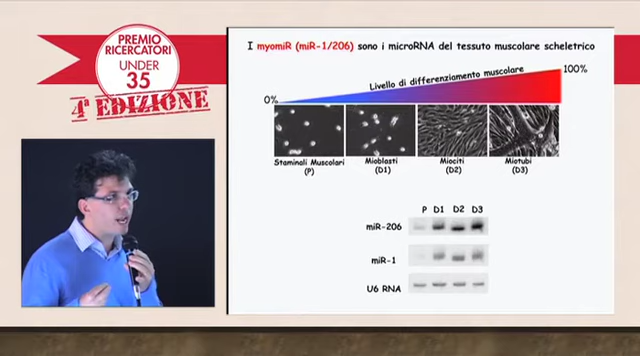 PREMIO
RICERCATORI
UNDER
35
4ª EDIZIONE
I myomiR (miR-1/206) sono i microRNA del tessuto muscolare scheletrico
Livello di differenziamento muscolare
0%
100%
Staminali Muscolari
(P)
Mioblasti
(D1)
Miociti
(D2)
Miotubi
(D3)
P D1 D2 D3
miR-206
miR-1
U6 RNA